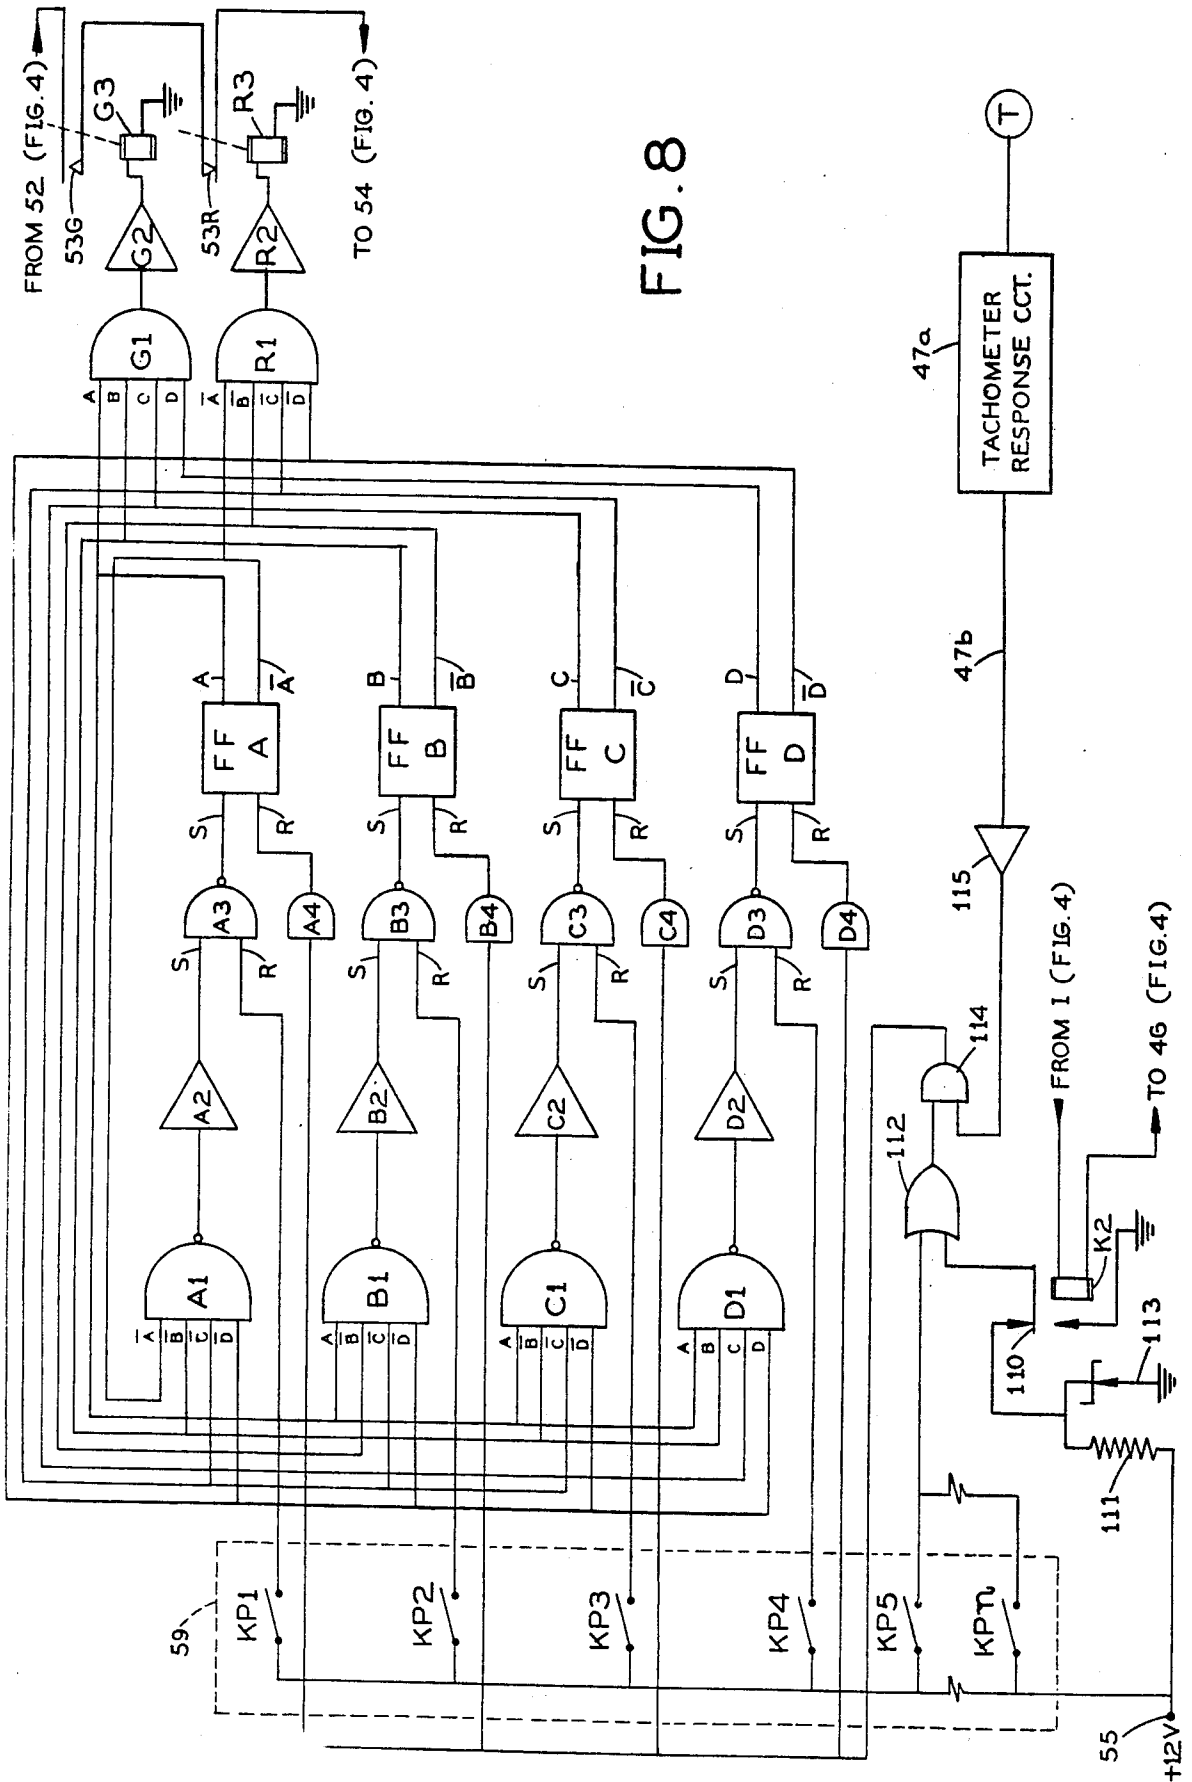 FROM 52 (FIG. 4)
53G
G3
G2
G1
A
B
C
D
53R
R3
R2
R1
A̅
B̅
C̅
D̅
TO 54 (FIG. 4)
FIG. 8
59
KP1
A̅
B̅
C̅
D̅
A1
A2
S
R
A3
A4
S
R
FF
A
A
A̅
KP2
A
B̅
C̅
D̅
B1
B2
S
R
B3
B4
S
R
FF
B
B
B̅
KP3
A
B̅
C̅
D̅
C1
C2
S
R
C3
C4
S
R
FF
C
C
C̅
KP4
A
B
C
D
D1
D2
S
R
D3
D4
S
R
FF
D
D
D̅
KP5
KPn
112
114
115
47b
47a
TACHOMETER
RESPONSE CCT.
T
110
K2
FROM 1 (FIG.4)
TO 4G (FIG.4)
111
113
55
+12V